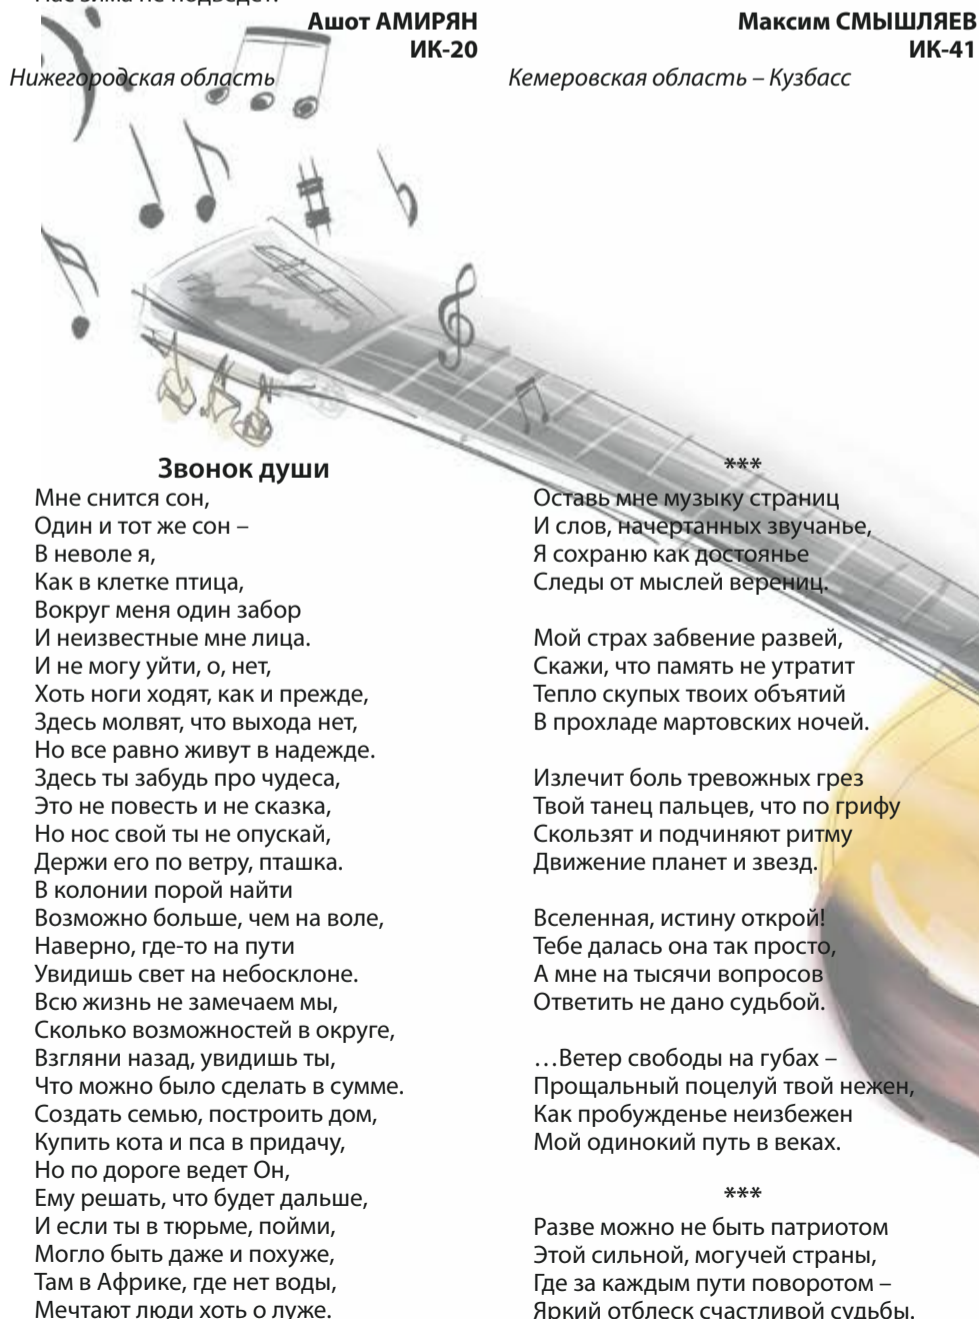 Нас зима не подведет.
Ашот АМИРЯН
ИК-20
Нижегородская область
Звонок души
Мне снится сон,
Один и тот же сон –
В неволе я,
Как в клетке птица,
Вокруг меня один забор
И неизвестные мне лица.
И не могу уйти, о, нет,
Хоть ноги ходят, как и прежде,
Здесь молвят, что выхода нет,
Но все равно живут в надежде.
Здесь ты забудь про чудеса,
Это не повесть и не сказка,
Но нос свой ты не опускай,
Держи его по ветру, пташка.
В колонии порой найти
Возможно больше, чем на воле,
Наверно, где-то на пути
Увидишь свет на небосклоне.
Всю жизнь не замечаем мы,
Сколько возможностей в округе,
Взгляни назад, увидишь ты,
Что можно было сделать в сумме.
Создать семью, построить дом,
Купить кота и пса в придачу,
Но по дороге ведет Он,
Ему решать, что будет дальше,
И если ты в тюрьме, пойми,
Могло быть даже и похуже,
Там в Африке, где нет воды,
Мечтают люди хоть о луже.
Максим СМЫШЛЯЕВ
ИК-41
Кемеровская область – Кузбасс
***
Оставь мне музыку страниц
И слов, начертанных звучанье,
Я сохраню как достоянье
Следы от мыслей верениц.
Мой страх забвение развей,
Скажи, что память не утратит
Тепло скупых твоих объятий
В прохладе мартовских ночей.
Излечит боль тревожных грез
Твой танец пальцев, что по грифу
Скользят и подчиняют ритму
Движение планет и звезд.
Вселенная, истину открой!
Тебе далась она так просто,
А мне на тысячи вопросов
Ответить не дано судьбой.
…Ветер свободы на губах –
Прощальный поцелуй твой нежен,
Как пробужденье неизбежен
Мой одинокий путь в веках.
***
Разве можно не быть патриотом
Этой сильной, могучей страны,
Где за каждым пути поворотом –
Яркий отблеск счастливой судьбы.